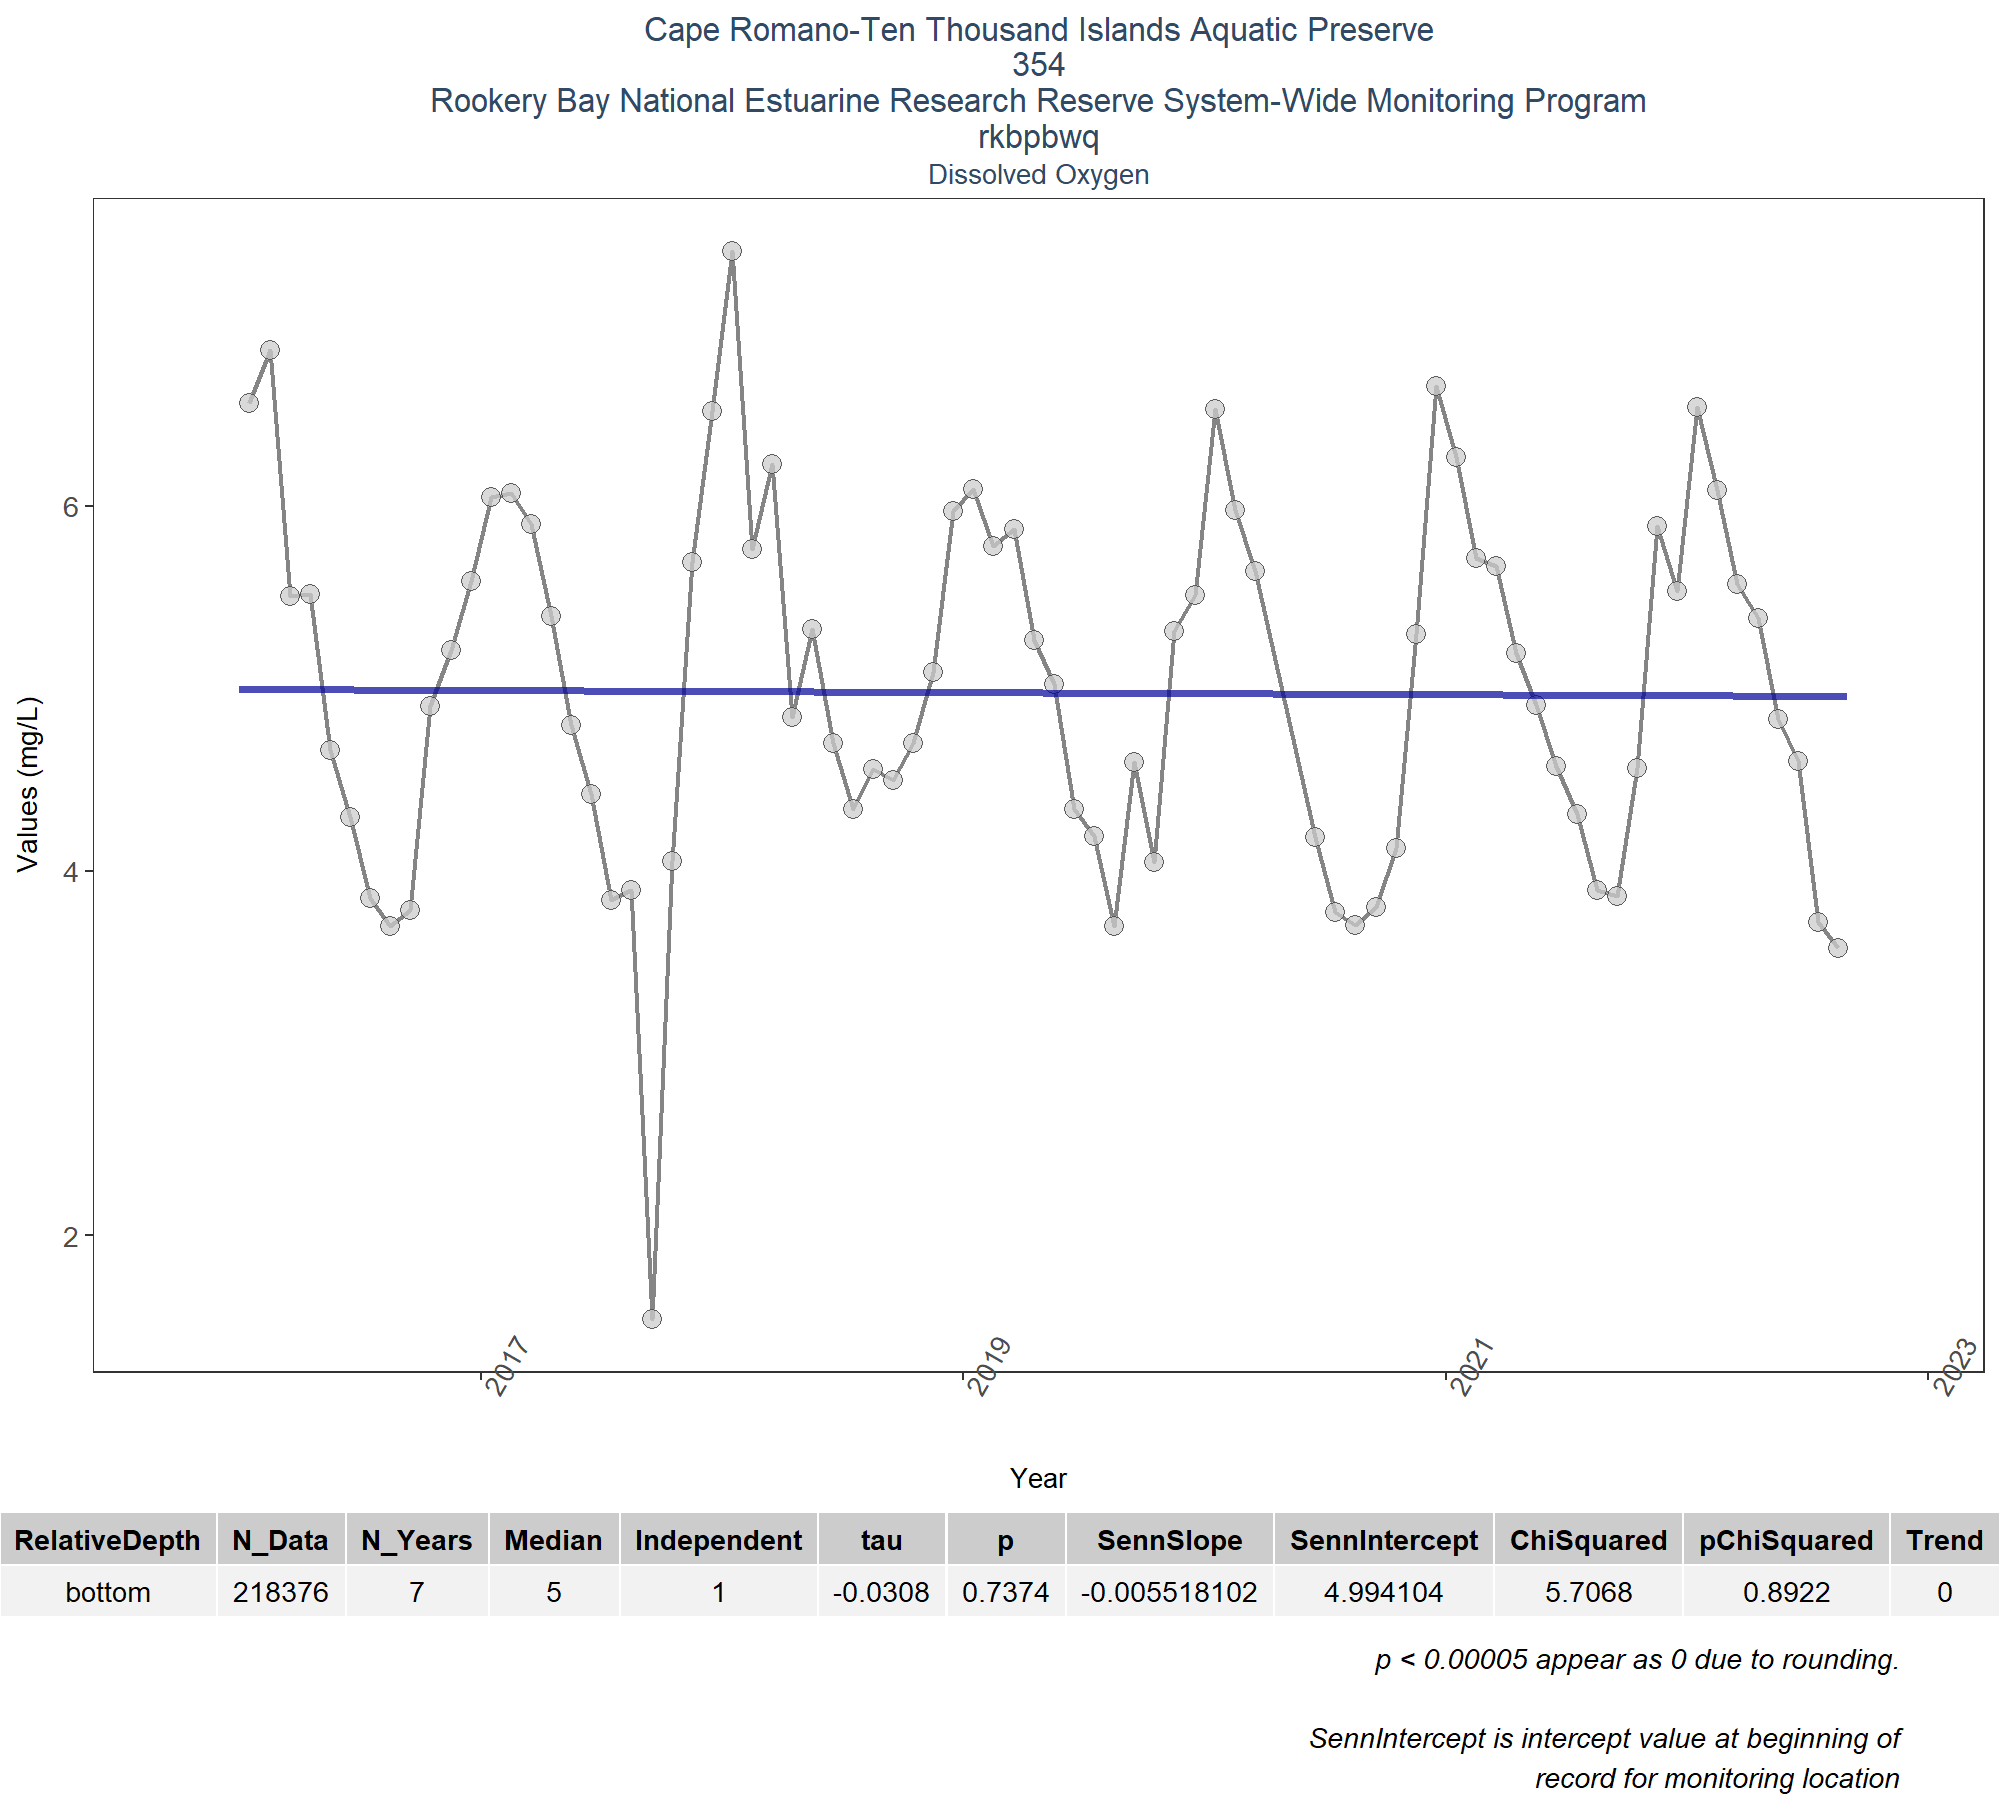 Cape Romano-Ten Thousand Islands Aquatic Preserve
354
Rookery Bay National Estuarine Research Reserve System-Wide Monitoring Program
rkbpbwq
Dissolved Oxygen
Values (mg/L)
6
4
2
2017 2019 2021 2023
Year
RelativeDepth N_Data N_Years Median Independent tau p SennSlope SennIntercept ChiSquared pChiSquared Trend
bottom 218376 7 5 1 -0.0308 0.7374 -0.005518102 4.994104 5.7068 0.8922 0
p < 0.00005 appear as 0 due to rounding.
SennIntercept is intercept value at beginning of
record for monitoring location